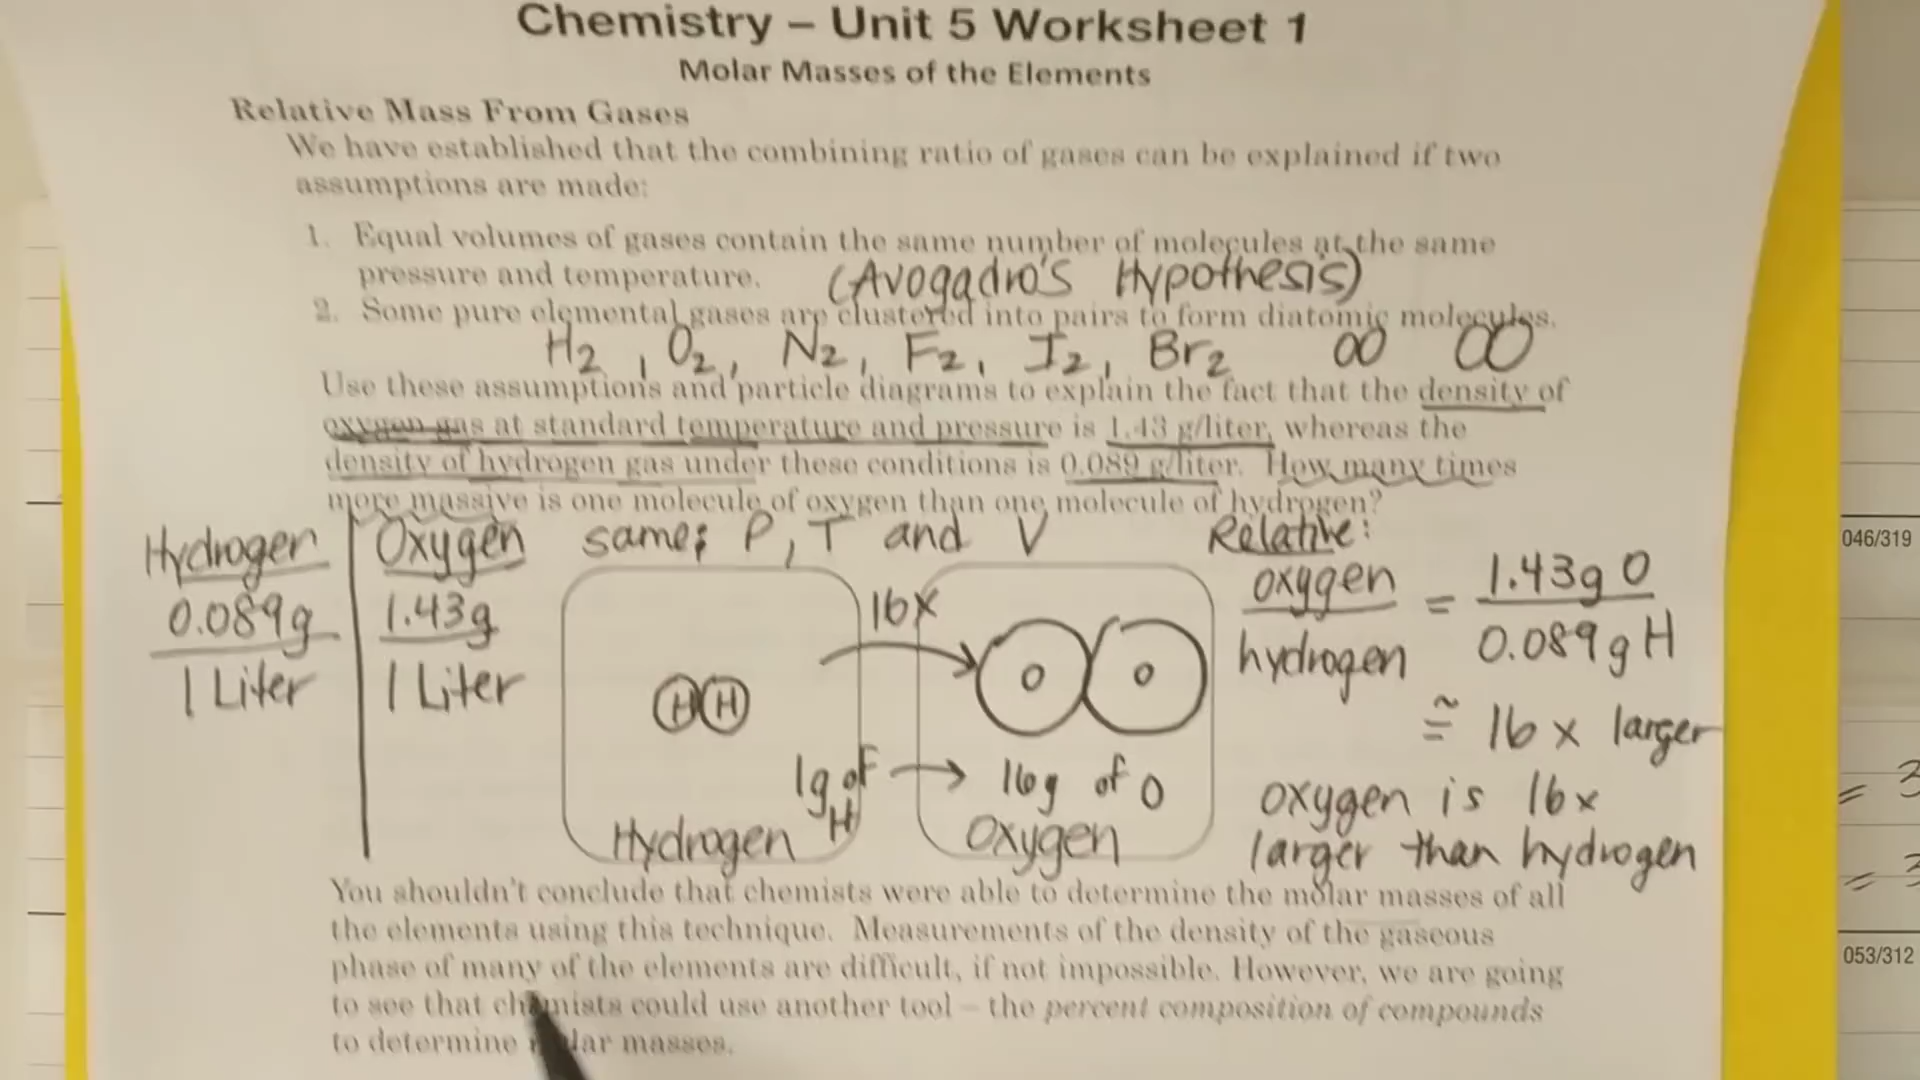 Chemistry – Unit 5 Worksheet 1
Molar Masses of the Elements
Relative Mass From Gases
We have established that the combining ratio of gases can be explained if two
assumptions are made:
1. Equal volumes of gases contain the same number of molecules at the same
pressure and temperature. (Avogadro's Hypothesis)
2. Some pure elemental gases are clustered into pairs to form diatomic molecules.
H2, O2, N2, F2, I2, Br2
Use these assumptions and particle diagrams to explain the fact that the density of
oxygen gas at standard temperature and pressure is 1.43 g/liter, whereas the
density of hydrogen gas under these conditions is 0.089 g/liter. How many times
more massive is one molecule of oxygen than one molecule of hydrogen?
Hydrogen
0.089g
1 Liter
Oxygen
1.43g
1 Liter
same: P, T and V
16x
H H
O O
1g of H → 16g of O
Hydrogen
Oxygen
Relative:
oxygen = 1.43g O
hydrogen 0.089g H
≅ 16 x larger
oxygen is 16x
larger than hydrogen
You shouldn't conclude that chemists were able to determine the molar masses of all
the elements using this technique. Measurements of the density of the gaseous
phase of many of the elements are difficult, if not impossible. However, we are going
to see that chemists could use another tool – the percent composition of compounds
to determine molar masses.
046/319
= 3
= 3
053/312